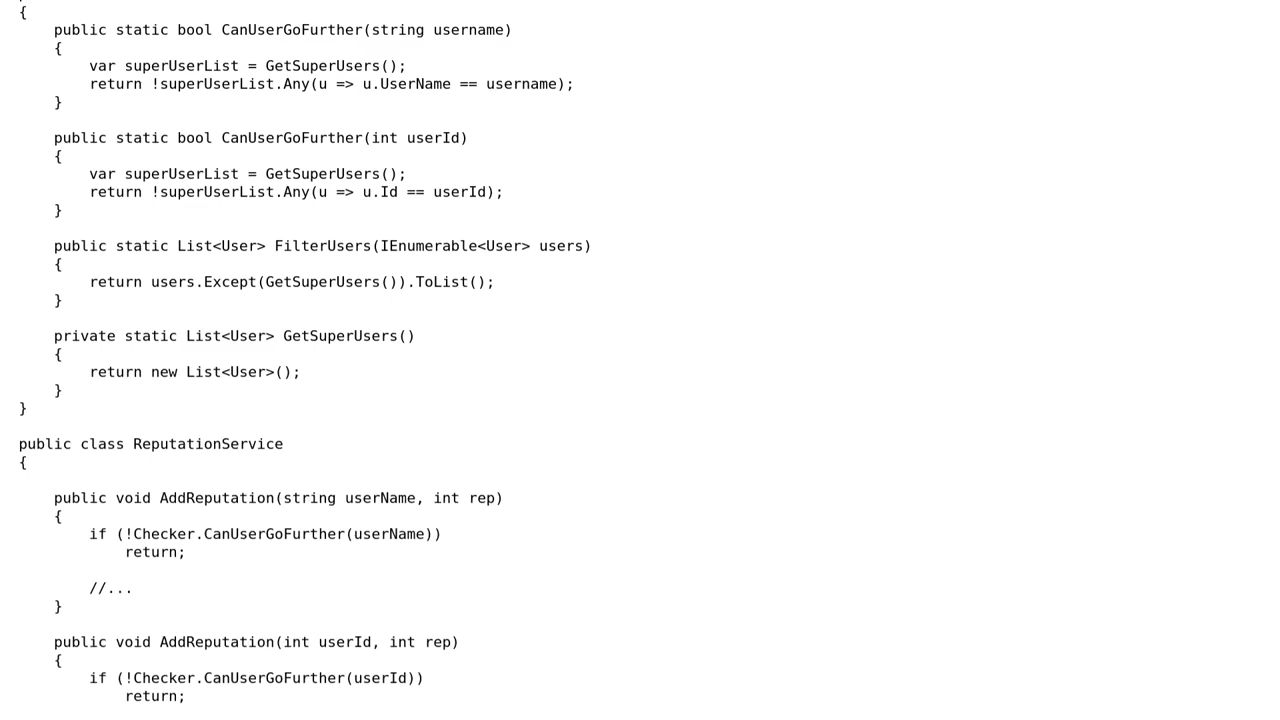 {
    public static bool CanUserGoFurther(string username)
    {
        var superUserList = GetSuperUsers();
        return !superUserList.Any(u => u.UserName == username);
    }

    public static bool CanUserGoFurther(int userId)
    {
        var superUserList = GetSuperUsers();
        return !superUserList.Any(u => u.Id == userId);
    }

    public static List<User> FilterUsers(IEnumerable<User> users)
    {
        return users.Except(GetSuperUsers()).ToList();
    }

    private static List<User> GetSuperUsers()
    {
        return new List<User>();
    }
}

public class ReputationService
{

    public void AddReputation(string userName, int rep)
    {
        if (!Checker.CanUserGoFurther(userName))
            return;

        //...
    }

    public void AddReputation(int userId, int rep)
    {
        if (!Checker.CanUserGoFurther(userId))
            return;